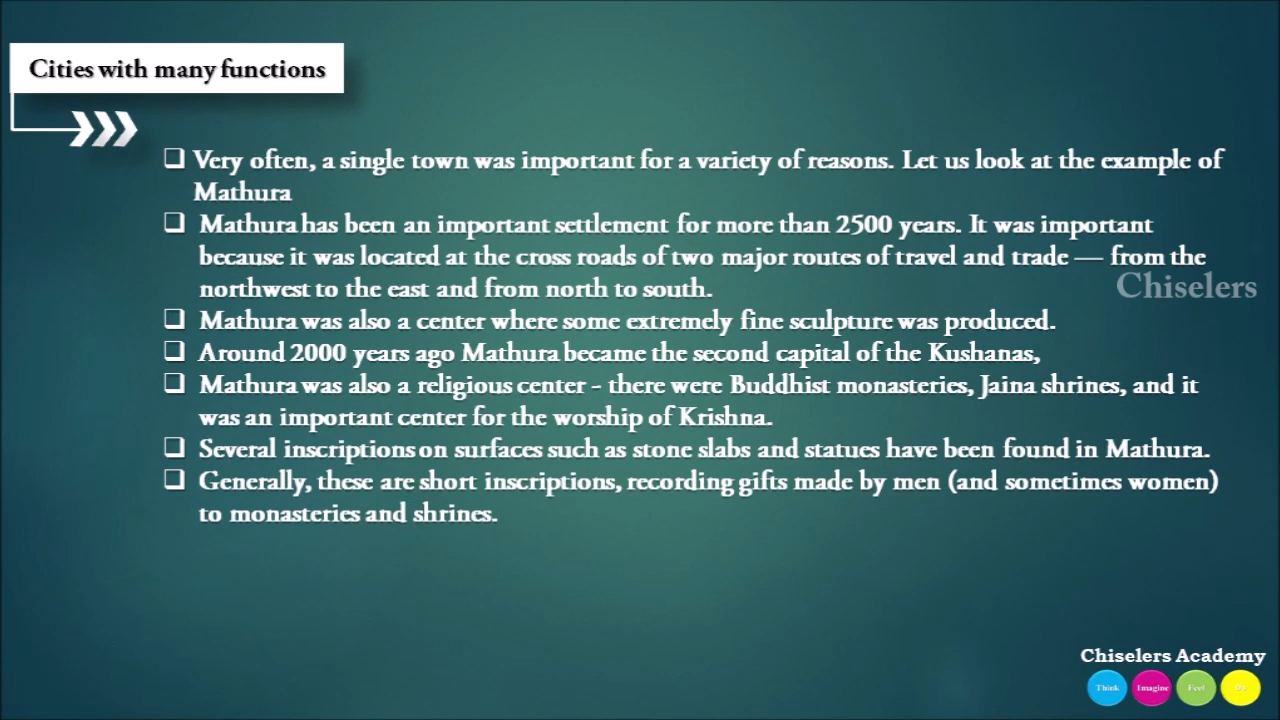 Cities with many functions
Very often, a single town was important for a variety of reasons. Let us look at the example of
Mathura
Mathura has been an important settlement for more than 2500 years. It was important
because it was located at the cross roads of two major routes of travel and trade — from the
northwest to the east and from north to south.
Chiselers
Mathura was also a center where some extremely fine sculpture was produced.
Around 2000 years ago Mathura became the second capital of the Kushanas,
Mathura was also a religious center - there were Buddhist monasteries, Jaina shrines, and it
was an important center for the worship of Krishna.
Several inscriptions on surfaces such as stone slabs and statues have been found in Mathura.
Generally, these are short inscriptions, recording gifts made by men (and sometimes women)
to monasteries and shrines.
Chiselers Academy
Think Imagine Feel